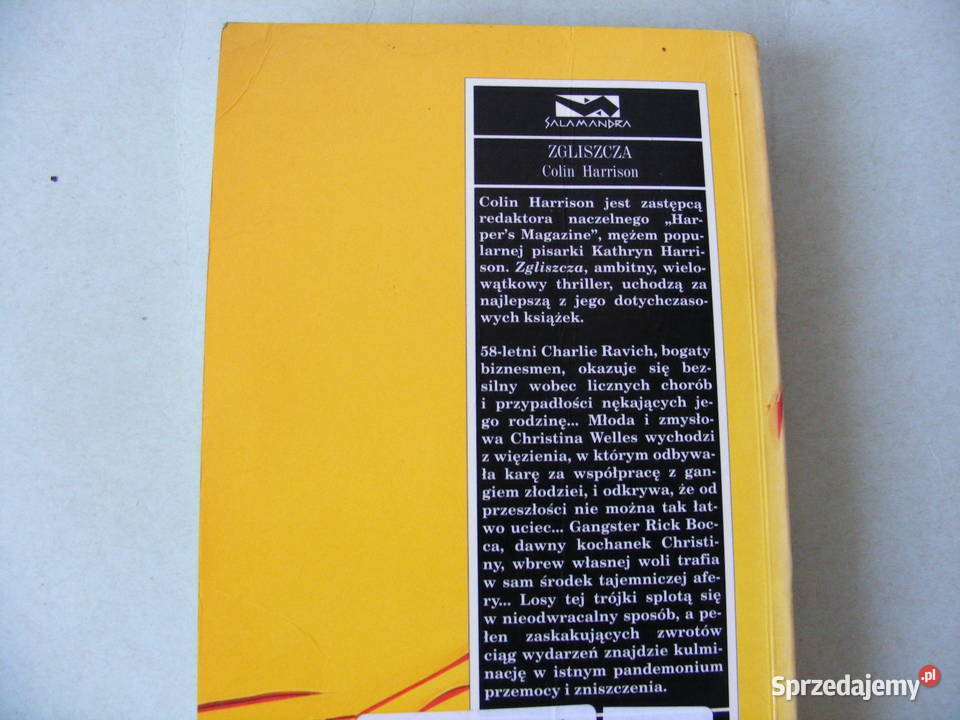 SALAMANDRA
ZGLISZCZA
Colin Harrison
Colin Harrison jest zastępcą
redaktora naczelnego „Har-
per's Magazine”, mężem popu-
larnej pisarki Kathryn Harri-
son. Zgliszcza, ambitny, wielo-
wątkowy thriller, uchodzą za
najlepszą z jego dotychczaso-
wych książek.
58-letni Charlie Ravich, bogaty
biznesmen, okazuje się bez-
silny wobec licznych chorób
i przypadłości nękających je-
go rodzinę... Młoda i zmysło-
wa Christina Welles wychodzi
z więzienia, w którym odbywa-
ła karę za współpracę z gan-
giem złodziei, i odkrywa, że od
przeszłości nie można tak łat-
wo uciec... Gangster Rick Boc-
ca, dawny kochanek Christi-
ny, wbrew własnej woli trafia
w sam środek tajemniczej afe-
ry... Losy tej trójki splotą się
w nieodwracalny sposób, a pe-
łen zaskakujących zwrotów
ciąg wydarzeń znajdzie kulmi-
nację w istnym pandemonium
przemocy i zniszczenia.
Sprzedajemy.pl